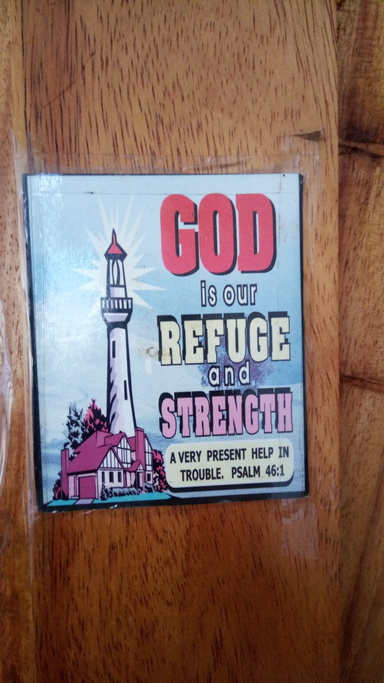 GOD
is our
REFUGE
and
STRENGTH
A VERY PRESENT HELP IN
TROUBLE. PSALM 46:1